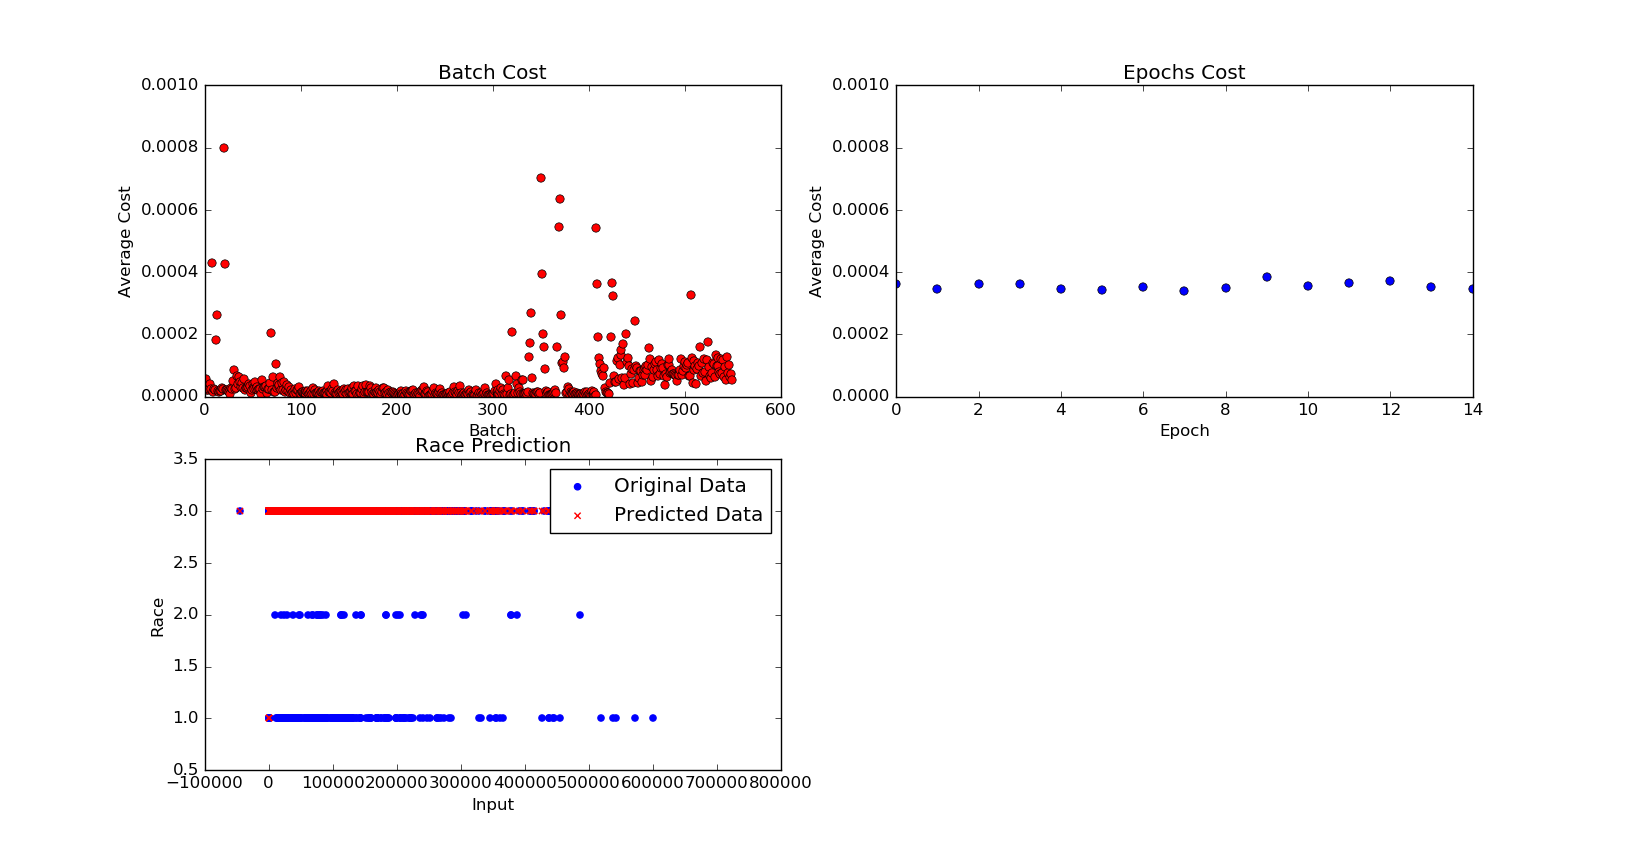 Batch Cost
0.0010
0.0008
0.0006
0.0004
0.0002
0.0000
Average Cost
0 100 200 300 400 500 600
Batch
Epochs Cost
0.0010
0.0008
0.0006
0.0004
0.0002
0.0000
Average Cost
0 2 4 6 8 10 12 14
Epoch
Race Prediction
3.5
3.0
2.5
2.0
1.5
1.0
0.5
Race
Original Data
Predicted Data
−100000 0 100000 200000 300000 400000 500000 600000 700000 800000
Input